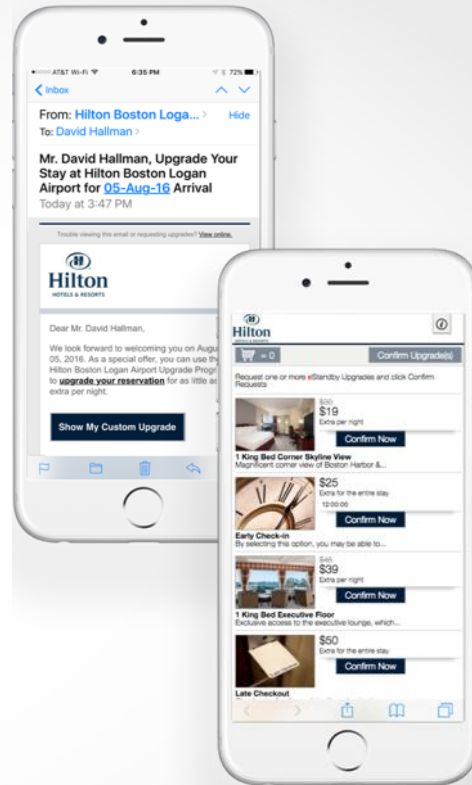 AT&T Wi-Fi 6:35 PM 72%
Inbox
From: Hilton Boston Loga... Hide
To: David Hallman
Mr. David Hallman, Upgrade Your
Stay at Hilton Boston Logan
Airport for 05-Aug-16 Arrival
Today at 3:47 PM
Trouble viewing this email or requesting upgrades? View online.
H
Hilton
HOTELS & RESORTS
Dear Mr. David Hallman,
We look forward to welcoming you on Augu
05, 2016. As a special offer, you can use the
Hilton Boston Logan Airport Upgrade Progr
to upgrade your reservation for as little as
extra per night.
Show My Custom Upgrade
H
Hilton
HOTELS & RESORTS
i
= 0 Confirm Upgrade(s)
Request one or more eStandby Upgrades and click Confirm
Requests
$19
Extra per night
Confirm Now
1 King Bed Corner Skyline View
Magnificent corner view of Boston Harbor &...
$25
Extra for the entire stay
12:00:00
Confirm Now
Early Check-in
By selecting this option, you may be able to...
$39
Extra per night
Confirm Now
1 King Bed Executive Floor
Exclusive access to the executive lounge, which...
$50
Extra for the entire stay
Confirm Now
Late Checkout